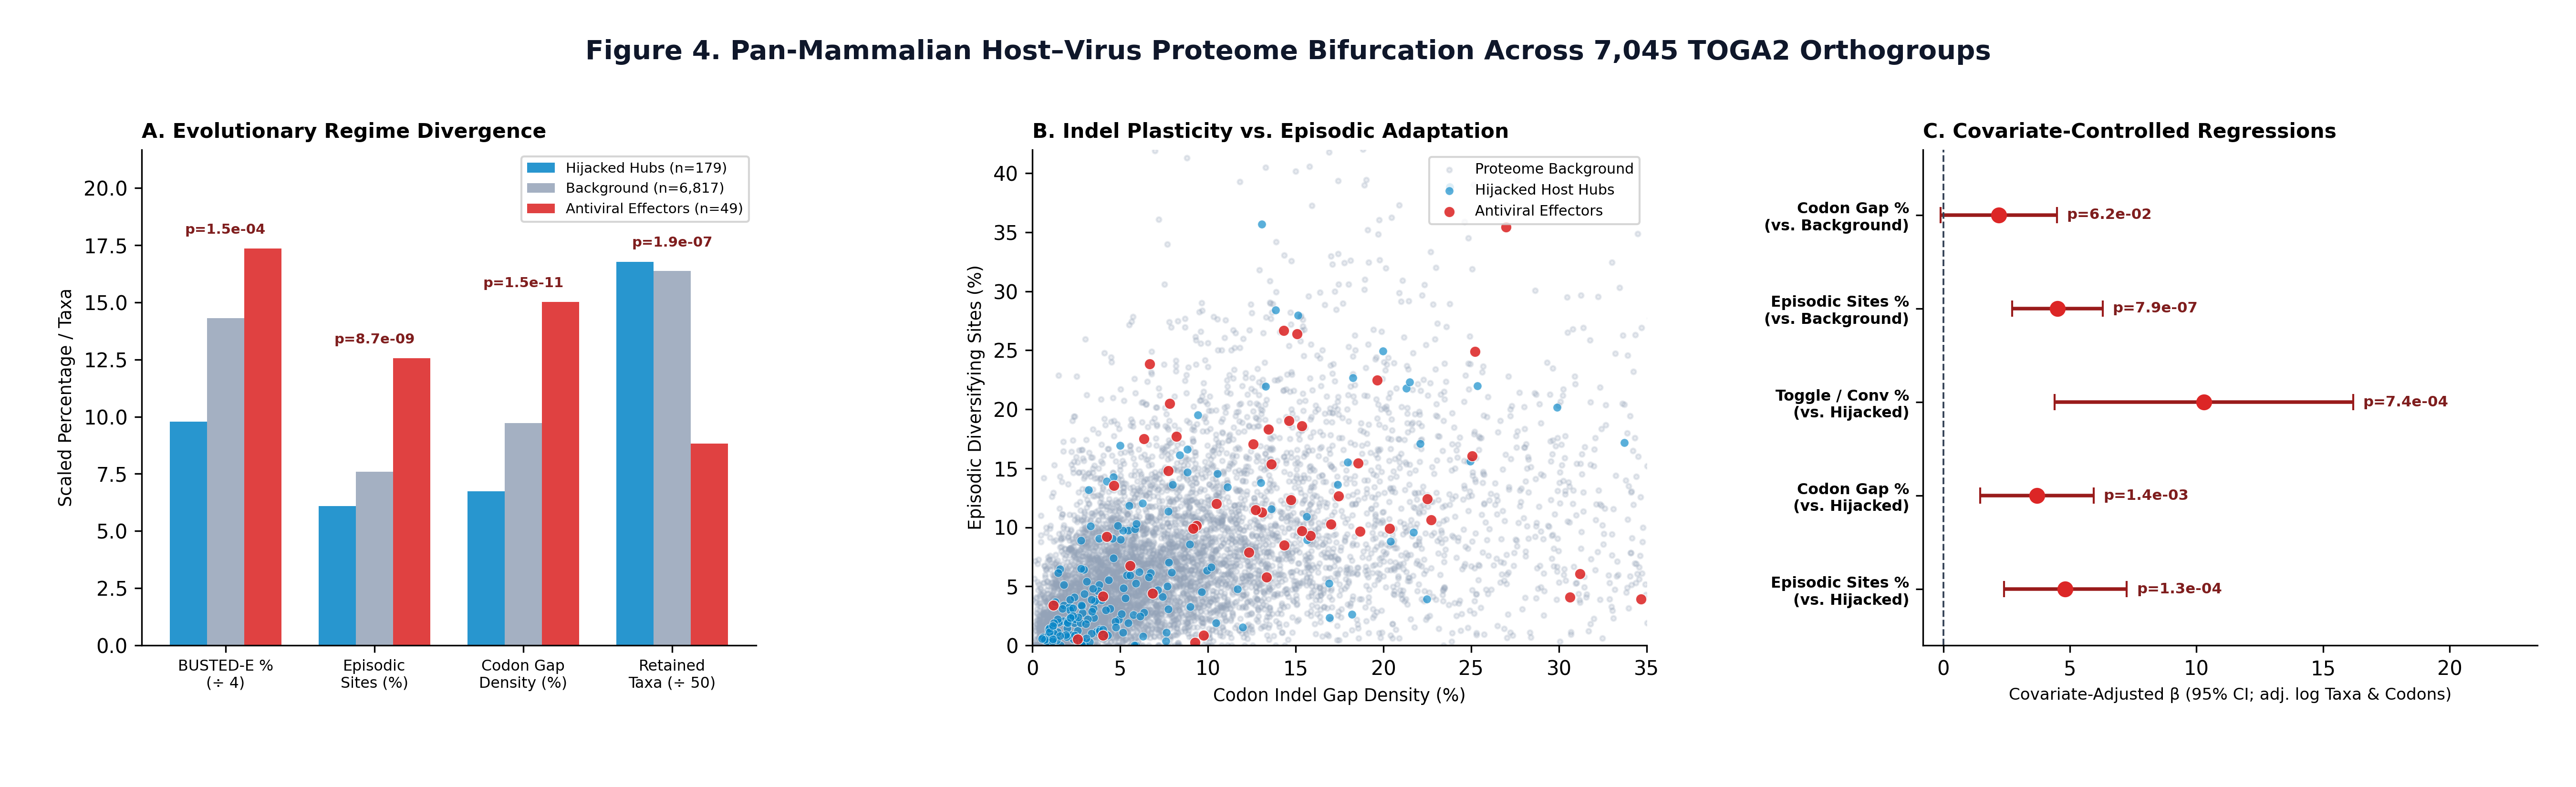 Figure 4. Pan-Mammalian Host–Virus Proteome Bifurcation Across 7,045 TOGA2 Orthogroups
A. Evolutionary Regime Divergence
Scaled Percentage / Taxa
20.0
17.5
15.0
12.5
10.0
7.5
5.0
2.5
0.0
Hijacked Hubs (n=179)
Background (n=6,817)
Antiviral Effectors (n=49)
p=1.5e-04
p=8.7e-09
p=1.5e-11
p=1.9e-07
BUSTED-E %
(÷ 4)
Episodic
Sites (%)
Codon Gap
Density (%)
Retained
Taxa (÷ 50)
B. Indel Plasticity vs. Episodic Adaptation
Episodic Diversifying Sites (%)
40
35
30
25
20
15
10
5
0
Proteome Background
Hijacked Host Hubs
Antiviral Effectors
0 5 10 15 20 25 30 35
Codon Indel Gap Density (%)
C. Covariate-Controlled Regressions
Codon Gap %
(vs. Background)
p=6.2e-02
Episodic Sites %
(vs. Background)
p=7.9e-07
Toggle / Conv %
(vs. Hijacked)
p=7.4e-04
Codon Gap %
(vs. Hijacked)
p=1.4e-03
Episodic Sites %
(vs. Hijacked)
p=1.3e-04
0 5 10 15 20
Covariate-Adjusted β (95% CI; adj. log Taxa & Codons)